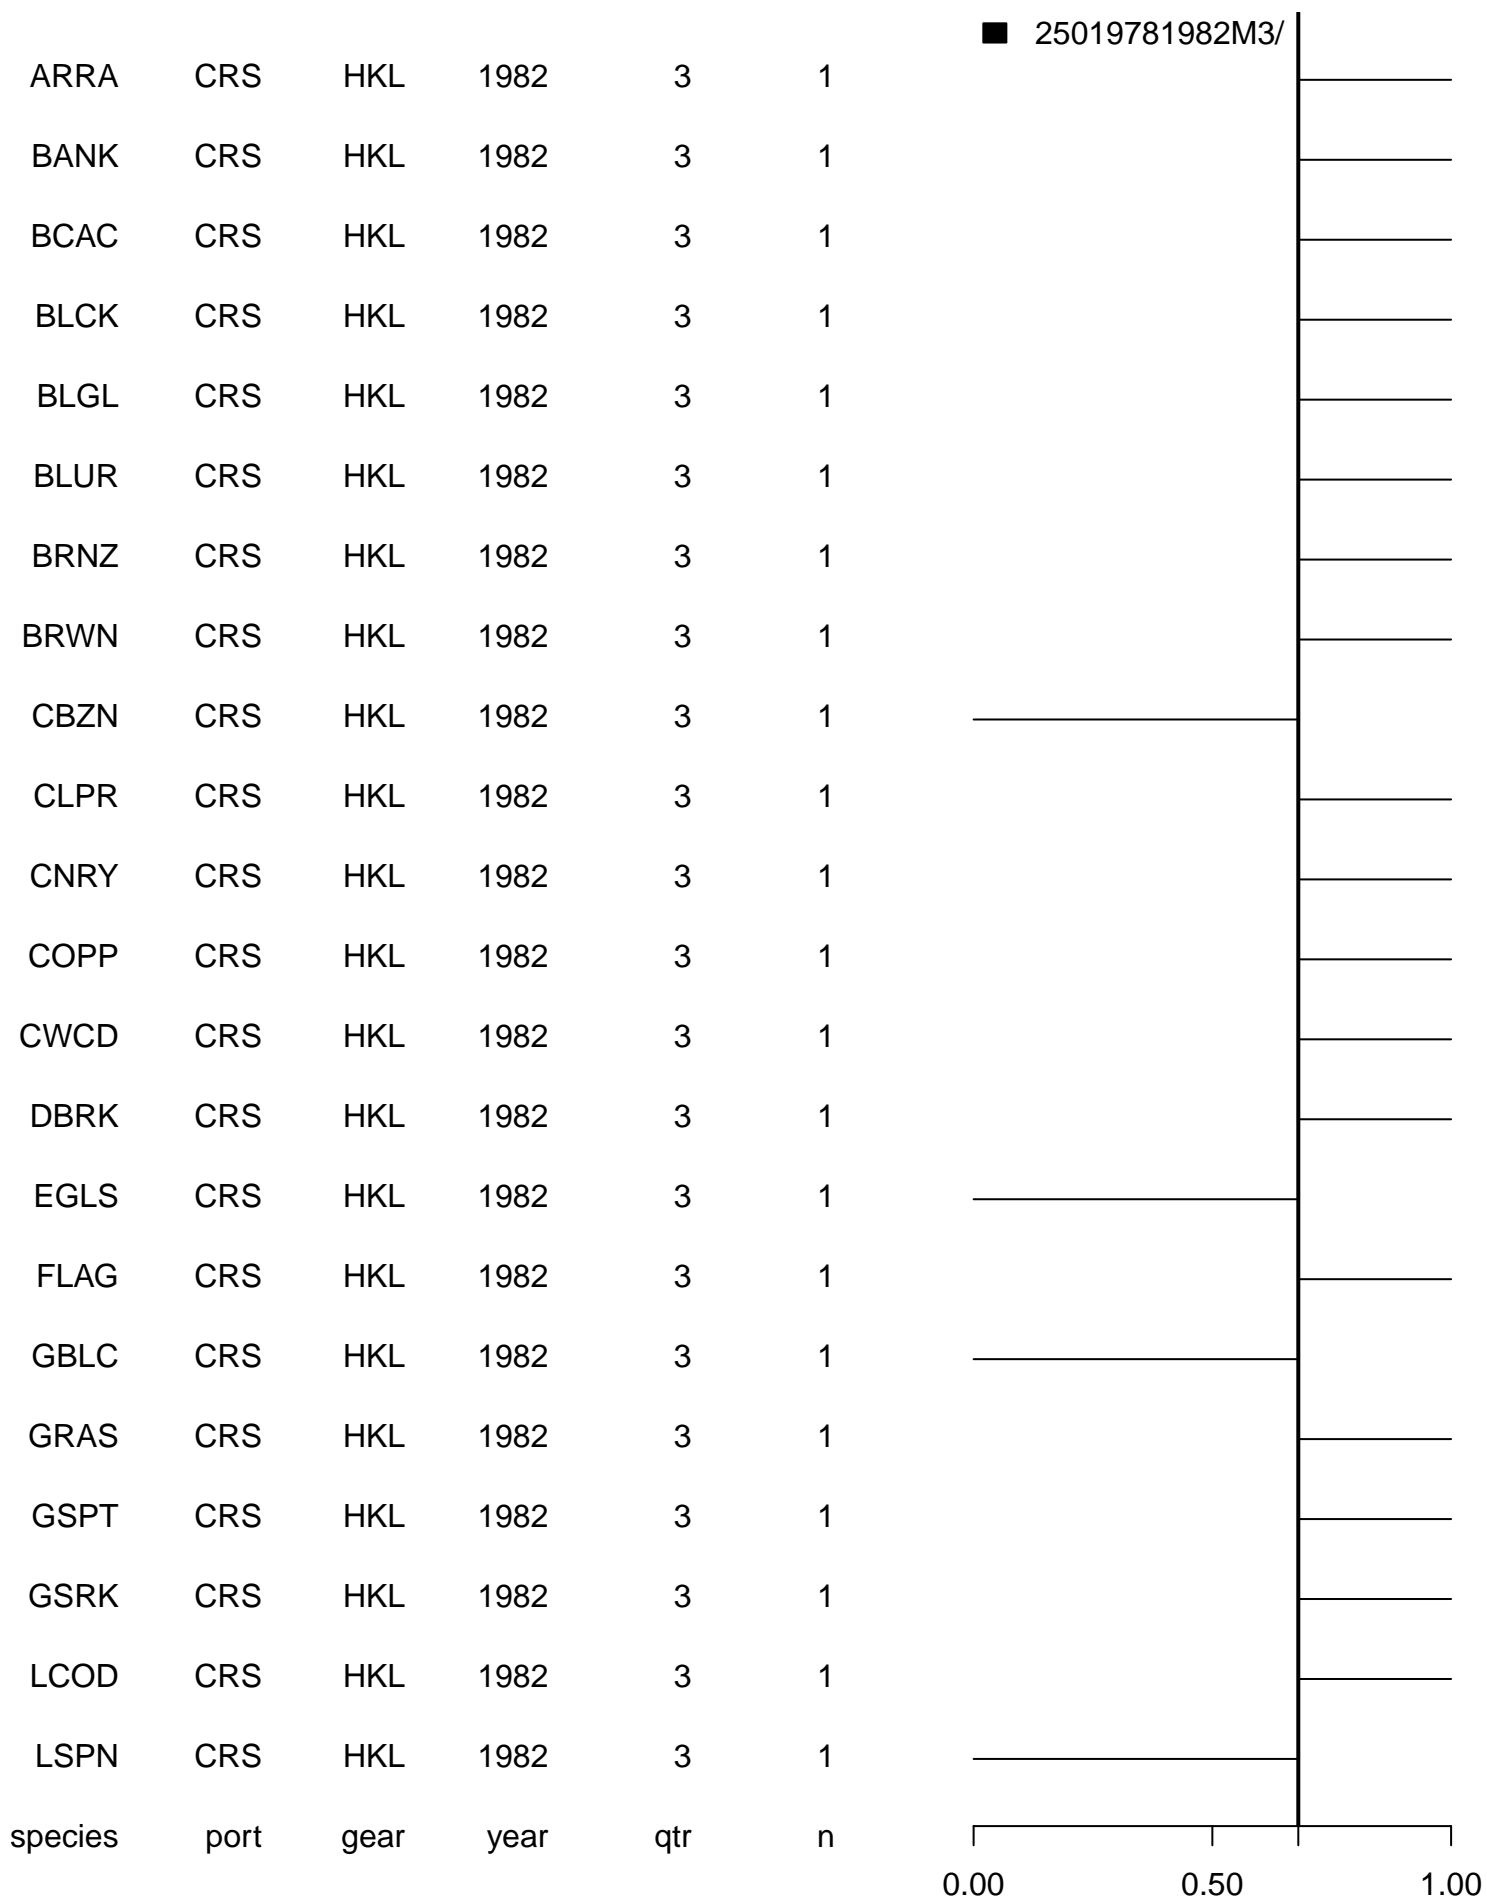 25019781982M3/
ARRA CRS HKL 1982 3 1
BANK CRS HKL 1982 3 1
BCAC CRS HKL 1982 3 1
BLCK CRS HKL 1982 3 1
BLGL CRS HKL 1982 3 1
BLUR CRS HKL 1982 3 1
BRNZ CRS HKL 1982 3 1
BRWN CRS HKL 1982 3 1
CBZN CRS HKL 1982 3 1
CLPR CRS HKL 1982 3 1
CNRY CRS HKL 1982 3 1
COPP CRS HKL 1982 3 1
CWCD CRS HKL 1982 3 1
DBRK CRS HKL 1982 3 1
EGLS CRS HKL 1982 3 1
FLAG CRS HKL 1982 3 1
GBLC CRS HKL 1982 3 1
GRAS CRS HKL 1982 3 1
GSPT CRS HKL 1982 3 1
GSRK CRS HKL 1982 3 1
LCOD CRS HKL 1982 3 1
LSPN CRS HKL 1982 3 1
species port gear year qtr n
0.00 0.50 1.00